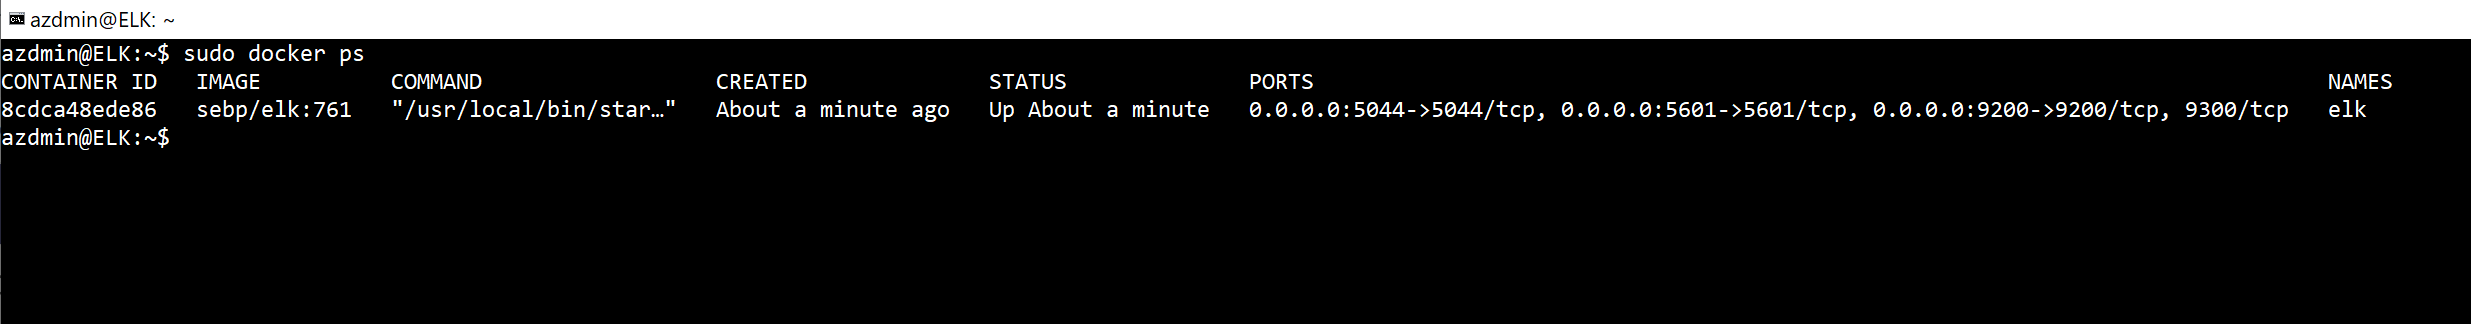 azdmin@ELK: ~
azdmin@ELK:~$ sudo docker ps
CONTAINER ID   IMAGE          COMMAND                  CREATED              STATUS              PORTS                                                                              NAMES
8cdca48ede86   sebp/elk:761   "/usr/local/bin/star…"   About a minute ago   Up About a minute   0.0.0.0:5044->5044/tcp, 0.0.0.0:5601->5601/tcp, 0.0.0.0:9200->9200/tcp, 9300/tcp   elk
azdmin@ELK:~$